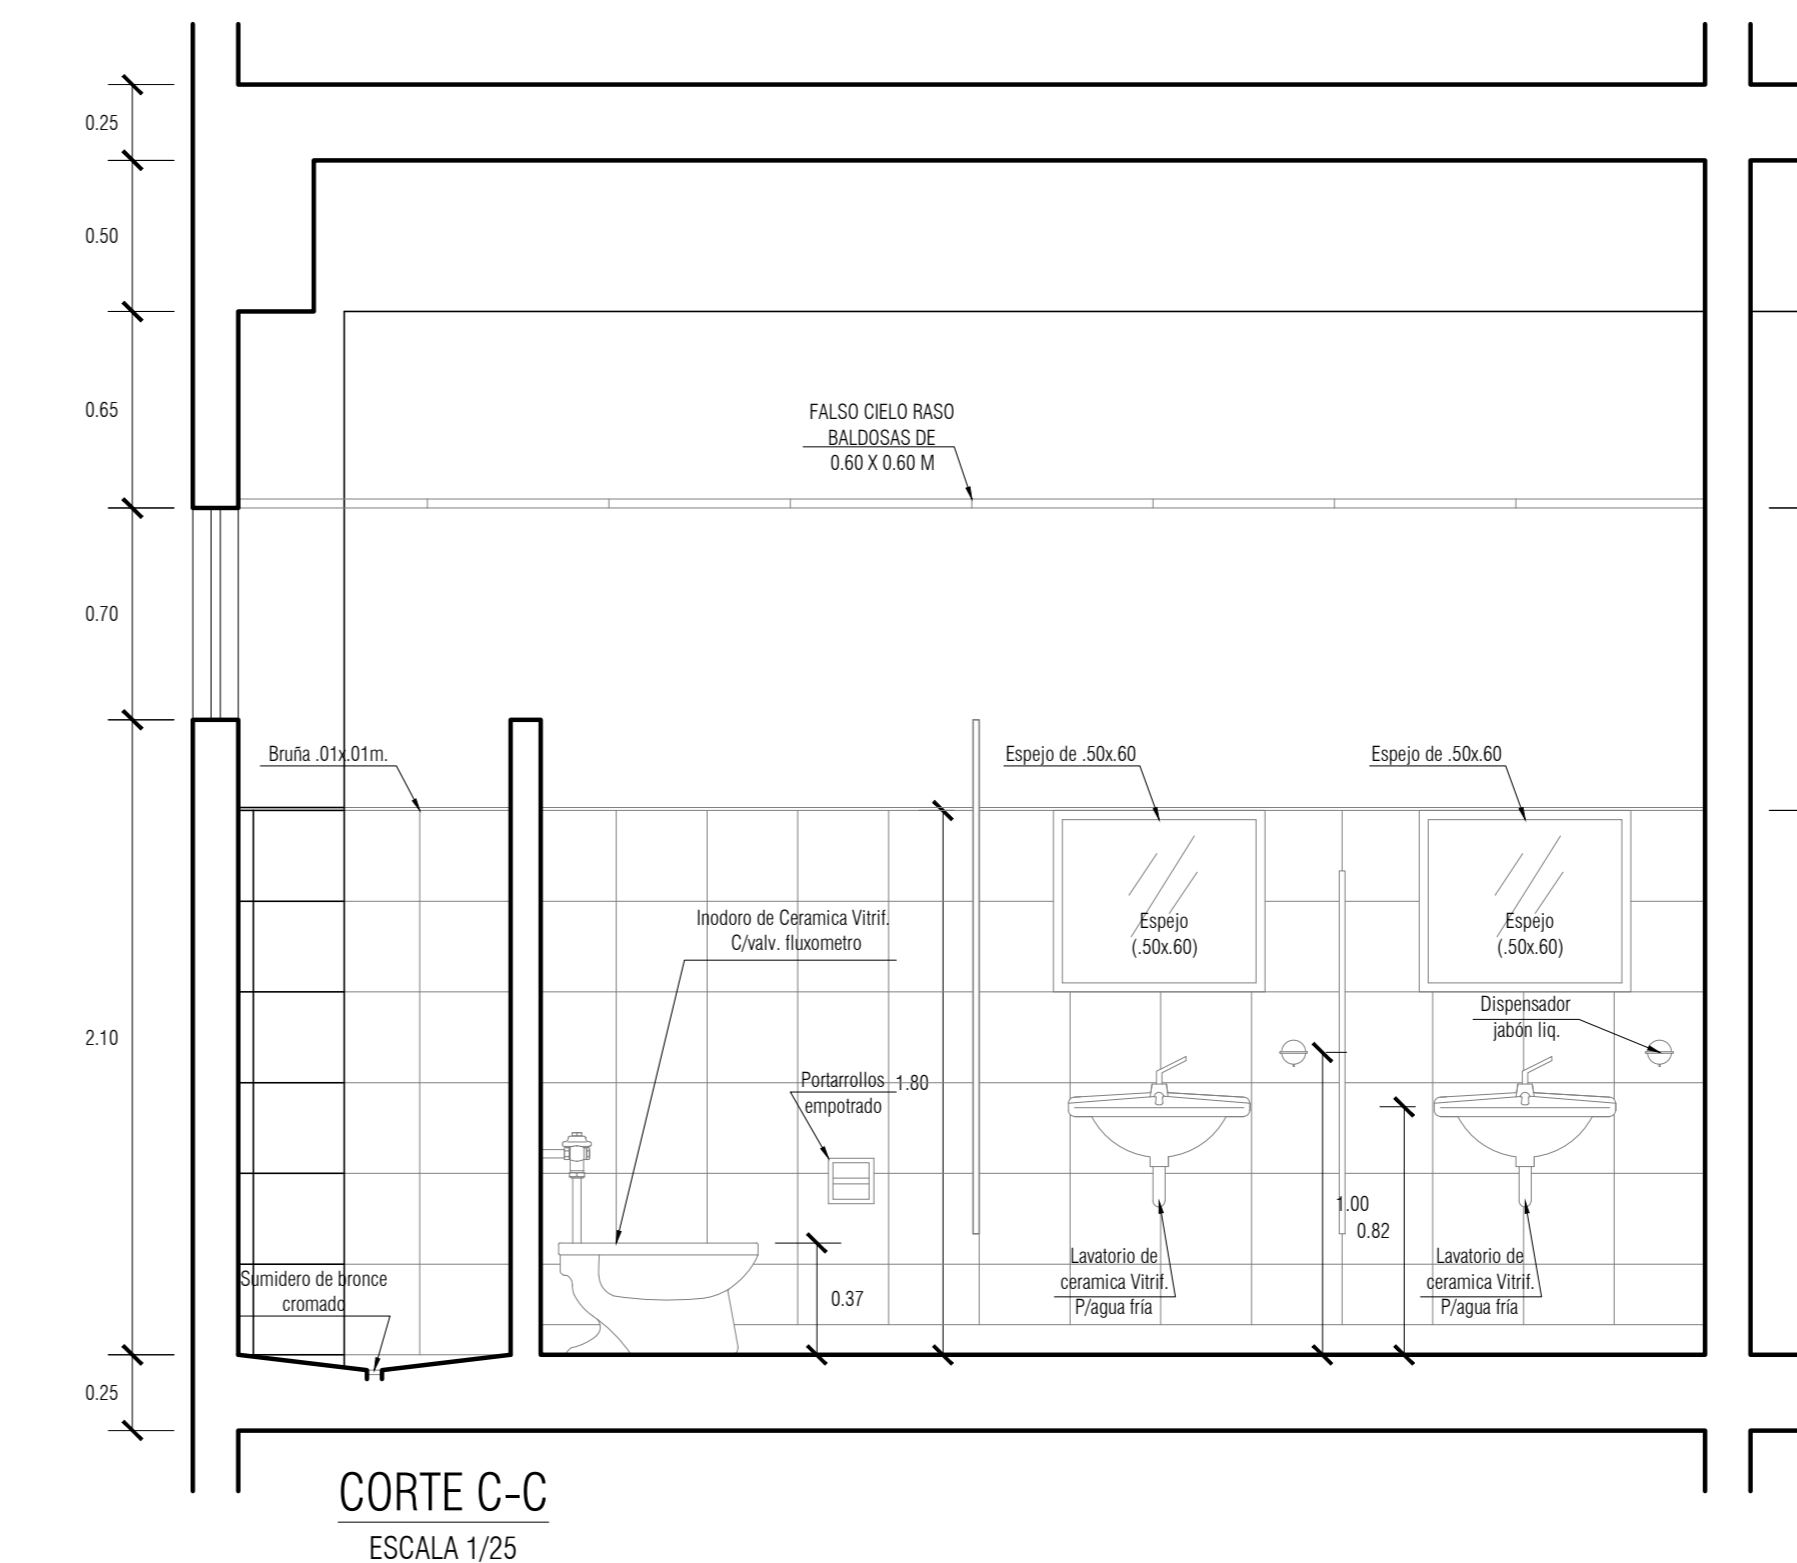 0.25
0.50
0.65
FALSO CIELO RASO
BALDOSAS DE
0.60 X 0.60 M
0.70
Bruña .01x.01m.
Espejo de .50x.60
Espejo de .50x.60
Inodoro de Ceramica Vitrif.
C/valv. fluxometro
Espejo
(.50x.60)
Espejo
(.50x.60)
Dispensador
jabón liq.
2.10
Portarrollos
empotrado
1.80
1.00
0.82
Lavatorio de
ceramica Vitrif.
P/agua fría
Lavatorio de
ceramica Vitrif.
P/agua fría
Sumidero de bronce
cromado
0.37
0.25
CORTE C-C
ESCALA 1/25